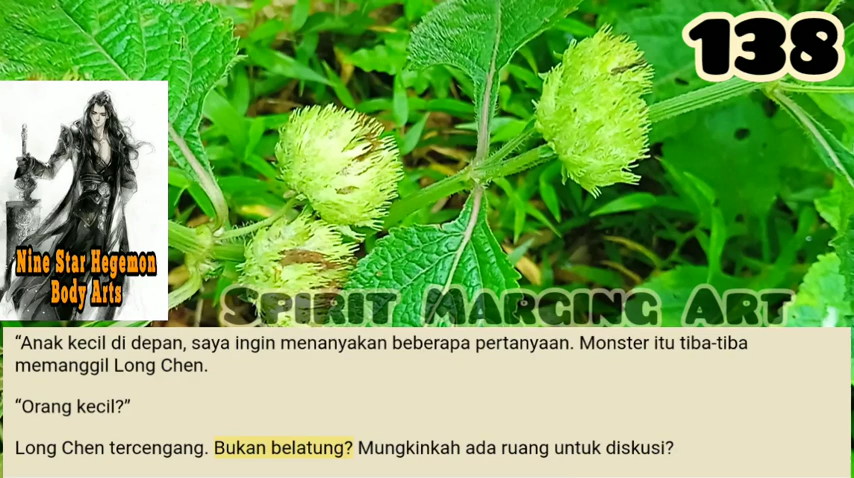 138
Nine Star Hegemon
Body Arts
SPIRIT MARGING ART
“Anak kecil di depan, saya ingin menanyakan beberapa pertanyaan. Monster itu tiba-tiba
memanggil Long Chen.
“Orang kecil?”
Long Chen tercengang. Bukan belatung? Mungkinkah ada ruang untuk diskusi?